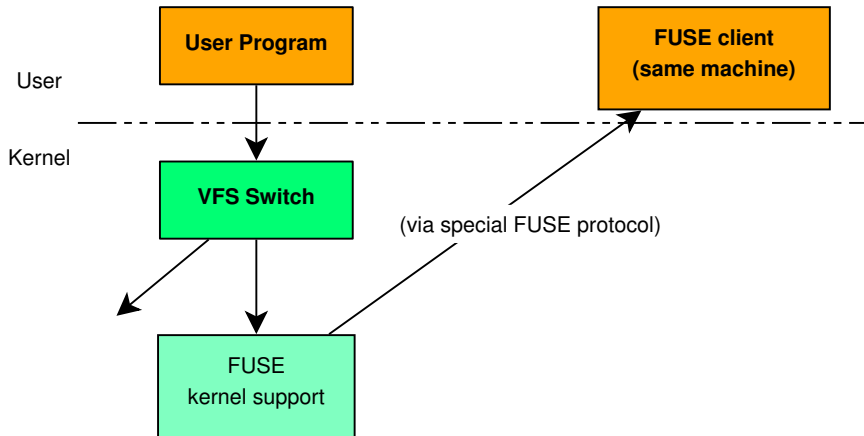 User Program
FUSE client
(same machine)
User
Kernel
VFS Switch
(via special FUSE protocol)
FUSE
kernel support